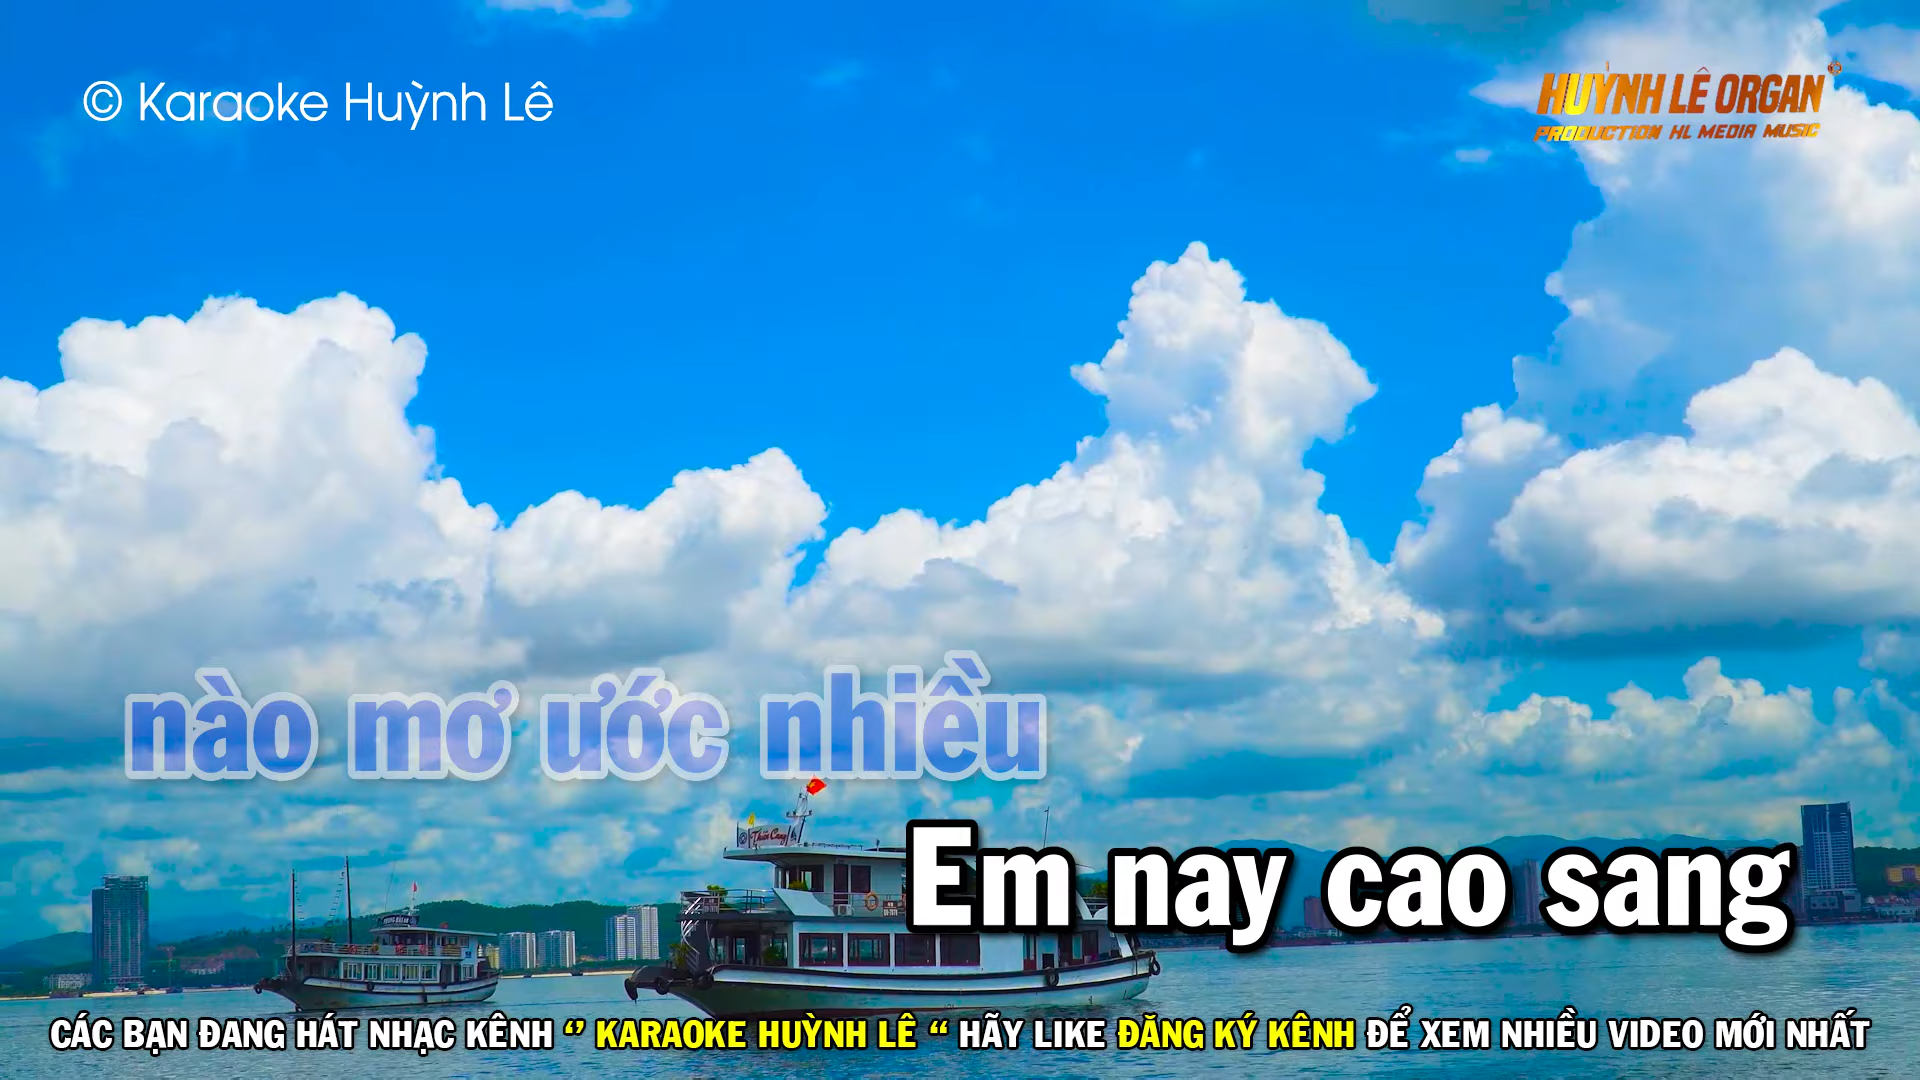 © Karaoke Huỳnh Lê
HUỲNH LÊ ORGAN
PRODUCTION HL MEDIA MUSIC
nào mơ ước nhiều
Em nay cao sang
CÁC BẠN ĐANG HÁT NHẠC KÊNH “ KARAOKE HUỲNH LÊ “ HÃY LIKE ĐĂNG KÝ KÊNH ĐỂ XEM NHIỀU VIDEO MỚI NHẤT